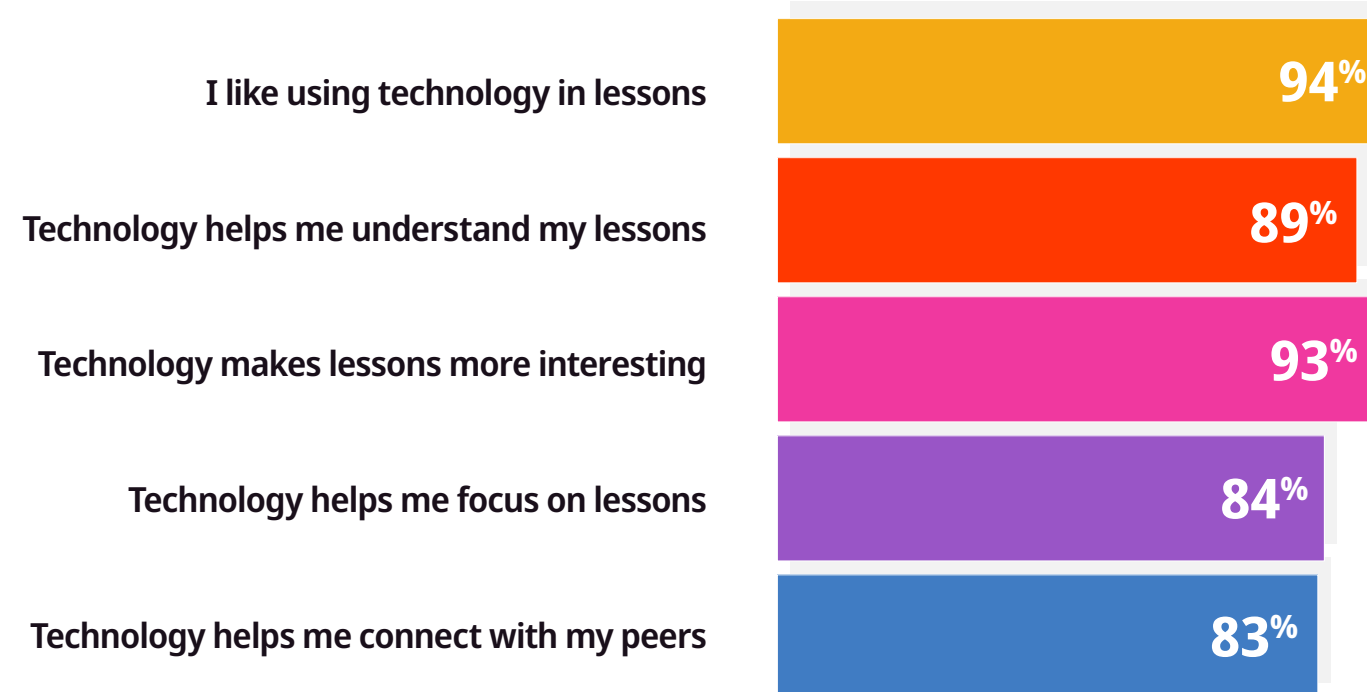 I like using technology in lessons 94%
Technology helps me understand my lessons 89%
Technology makes lessons more interesting 93%
Technology helps me focus on lessons 84%
Technology helps me connect with my peers 83%